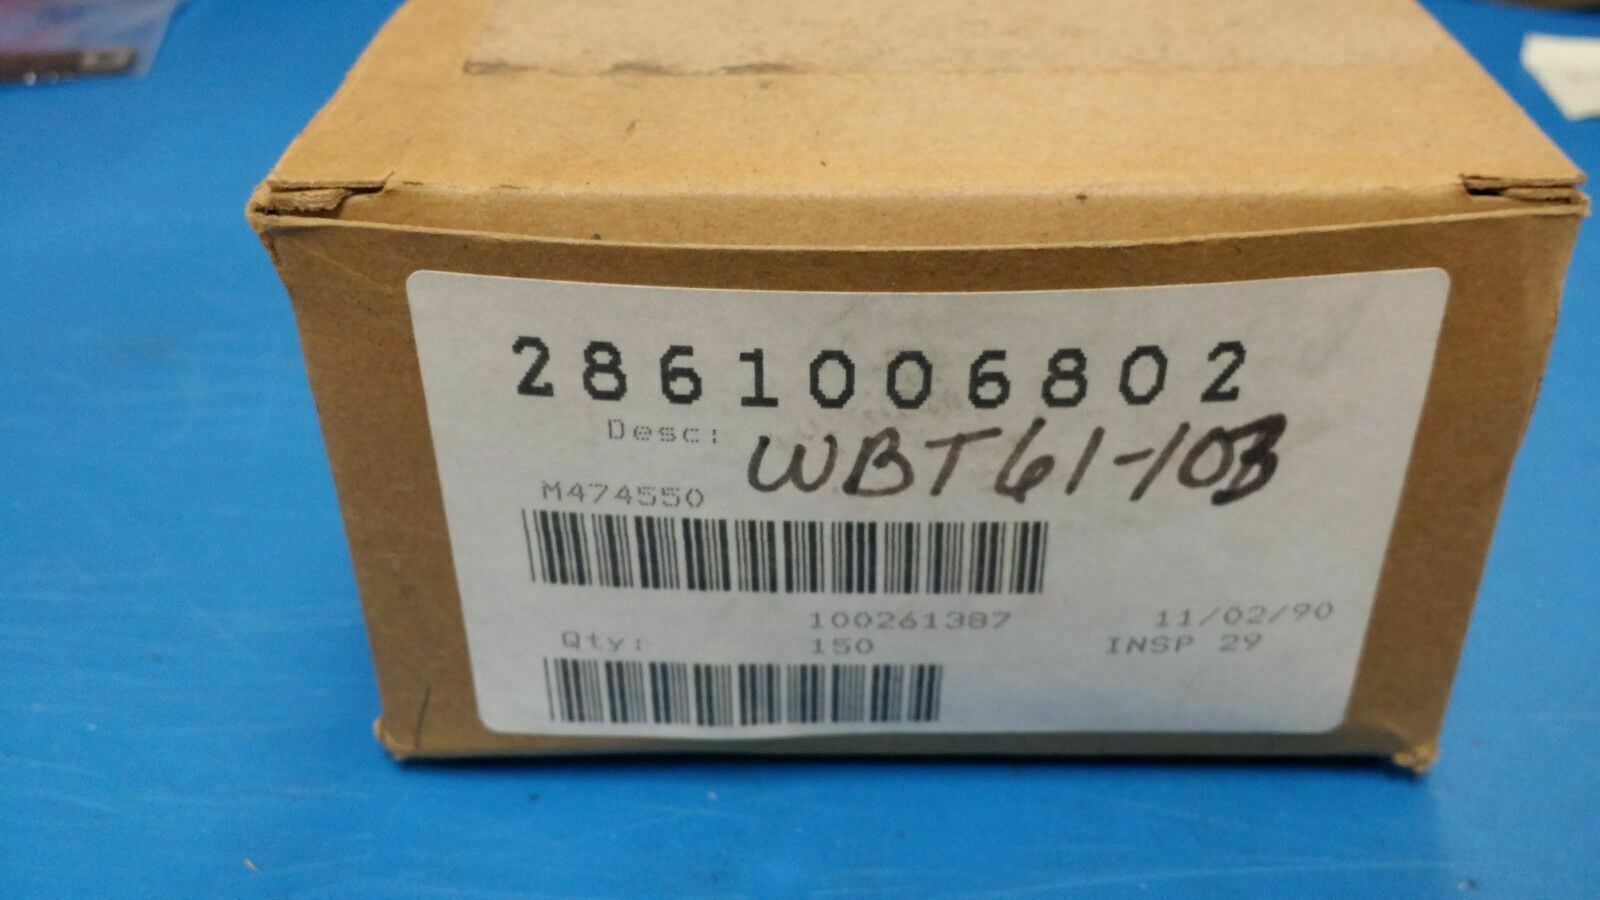 2861006802
Desc: WBT61-103
M474550
100261387 11/02/90
Qty: 150 INSP 29